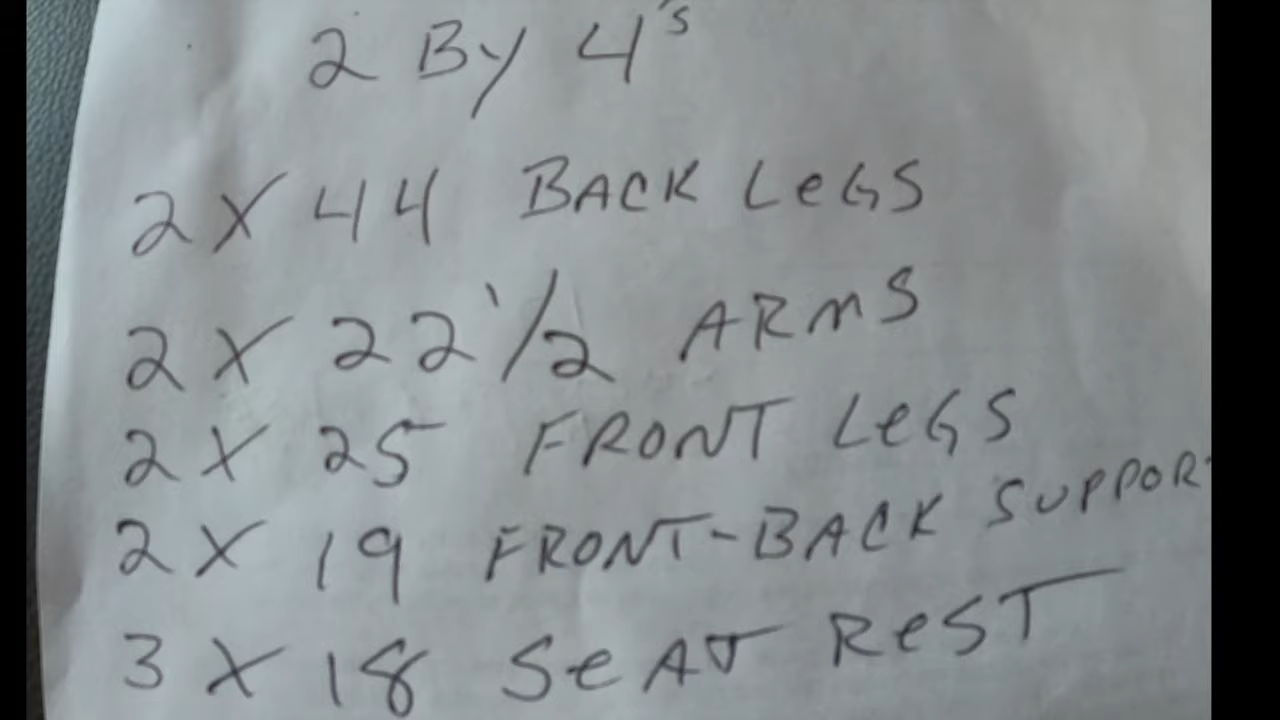 2 By 4's
2 X 44 BACK LeGS
2 X 22 1/2 ARmS
2 X 25 FRONT LeGS
2 X 19 FRONT-BACK SUPPORT
3 X 18 SeAT ReST